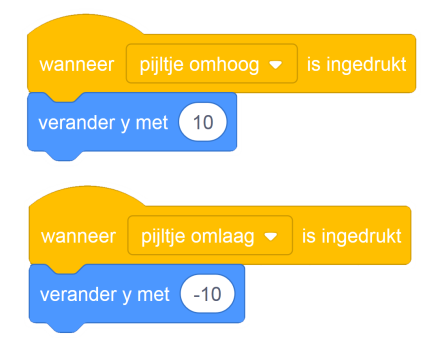 wanneer pijltje omhoog is ingedrukt
verander y met 10
wanneer pijltje omlaag is ingedrukt
verander y met -10